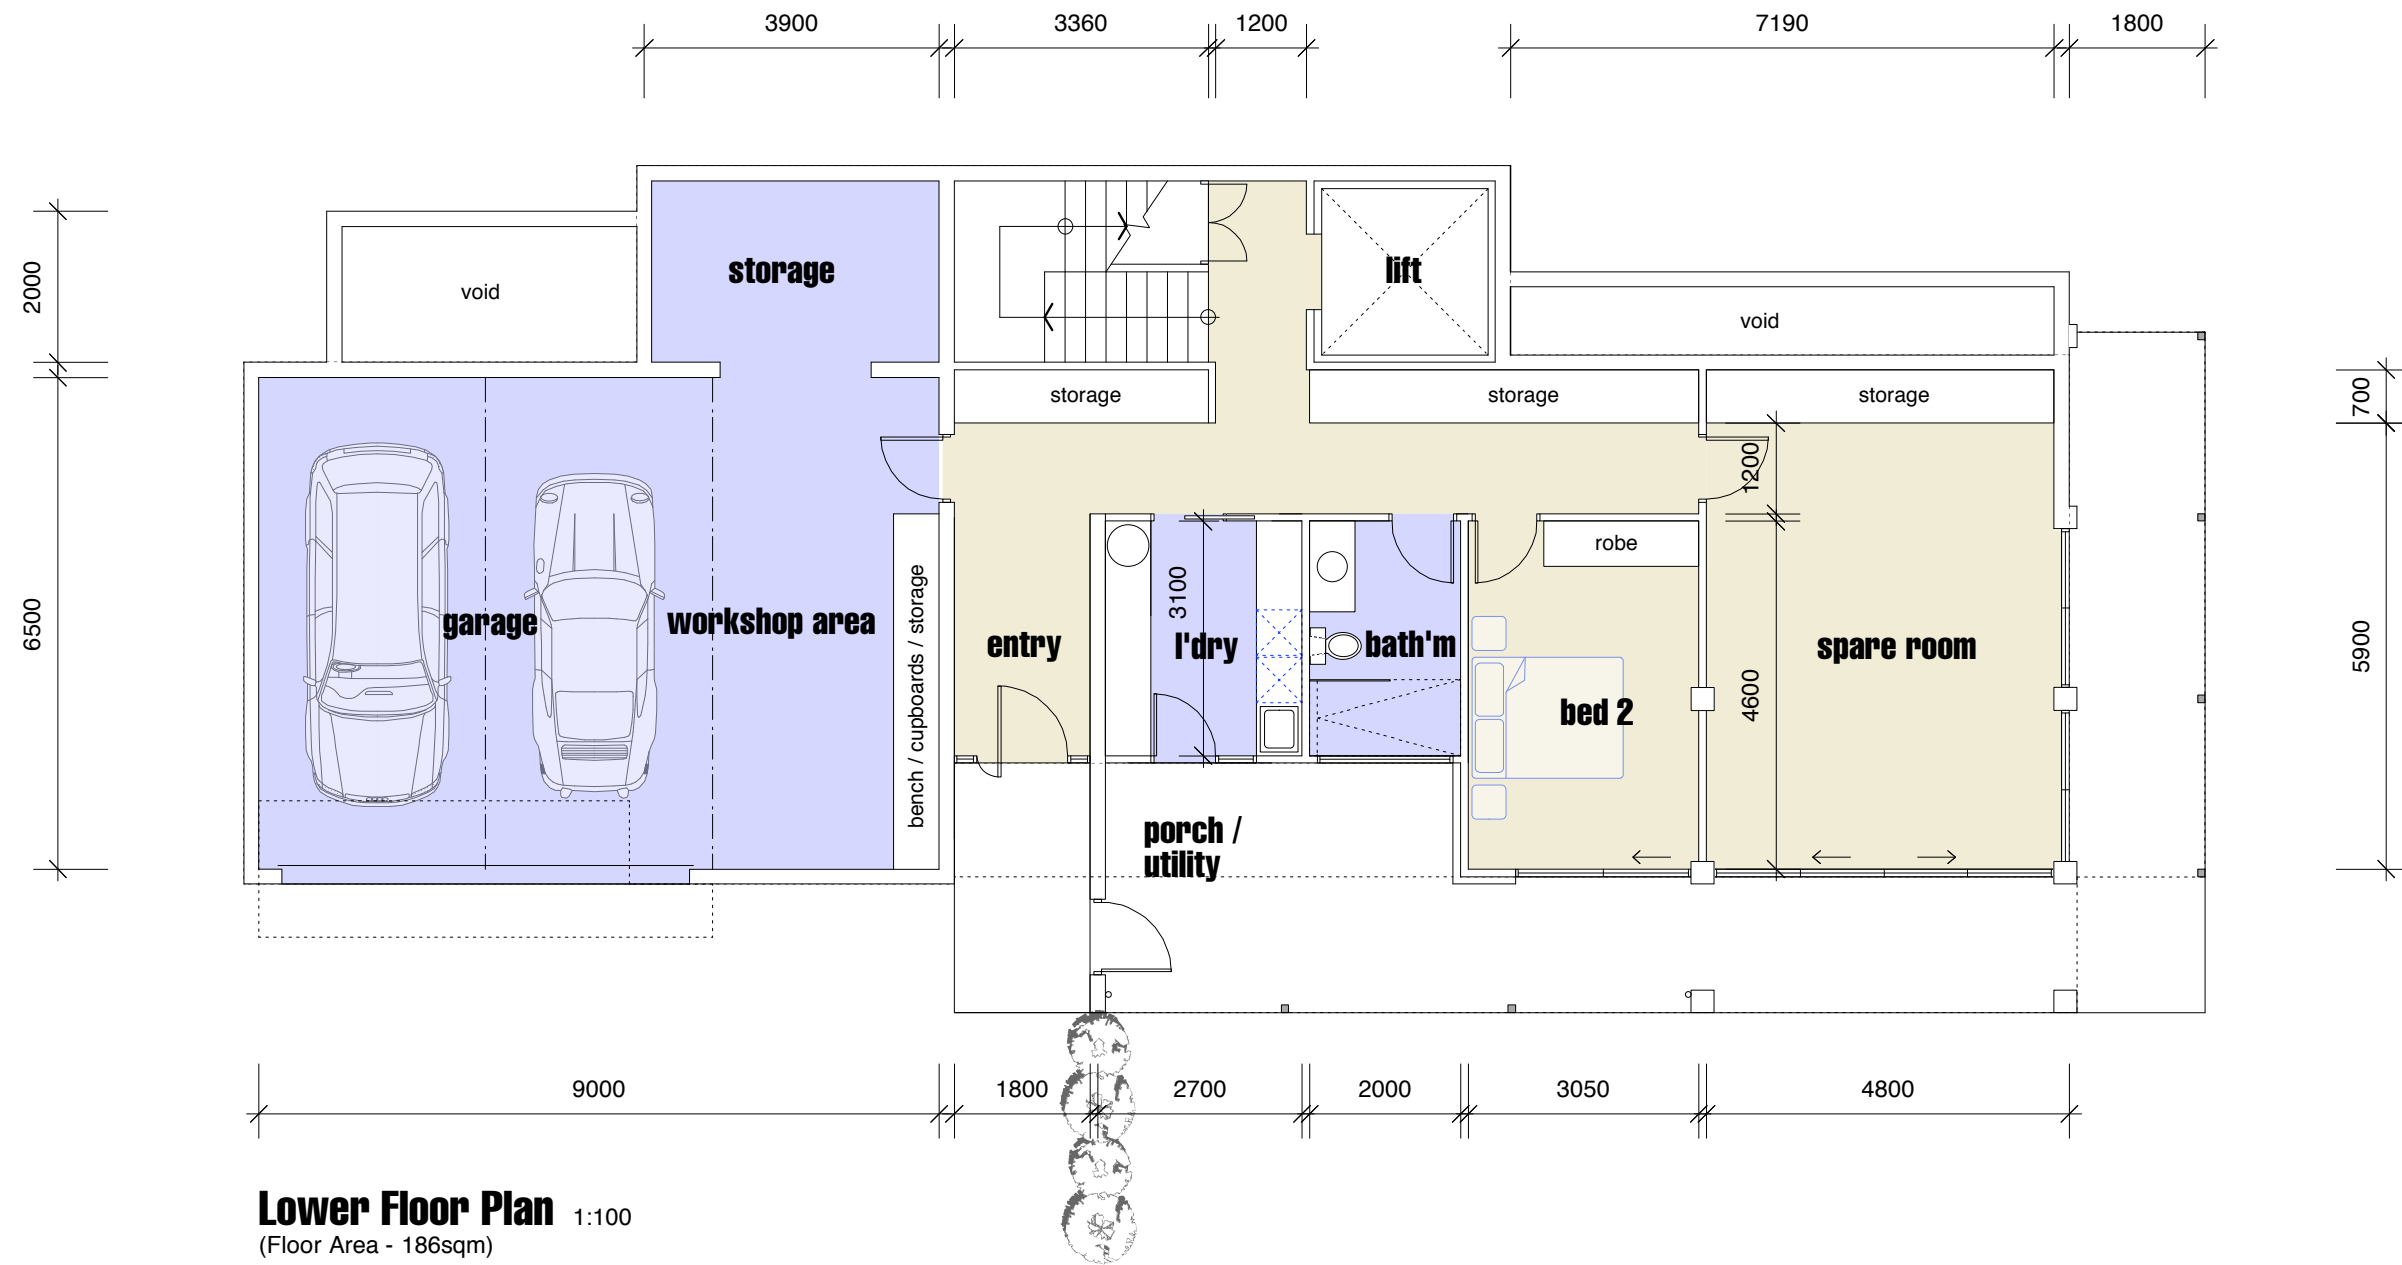 3900
3360
1200
7190
1800
2000
6500
700
5900
storage
void
lift
void
storage
storage
storage
1200
robe
3100
garage
workshop area
bench / cupboards / storage
entry
l'dry
bath'm
bed 2
spare room
4600
porch /
utility
9000
1800
2700
2000
3050
4800
Lower Floor Plan 1:100
(Floor Area - 186sqm)